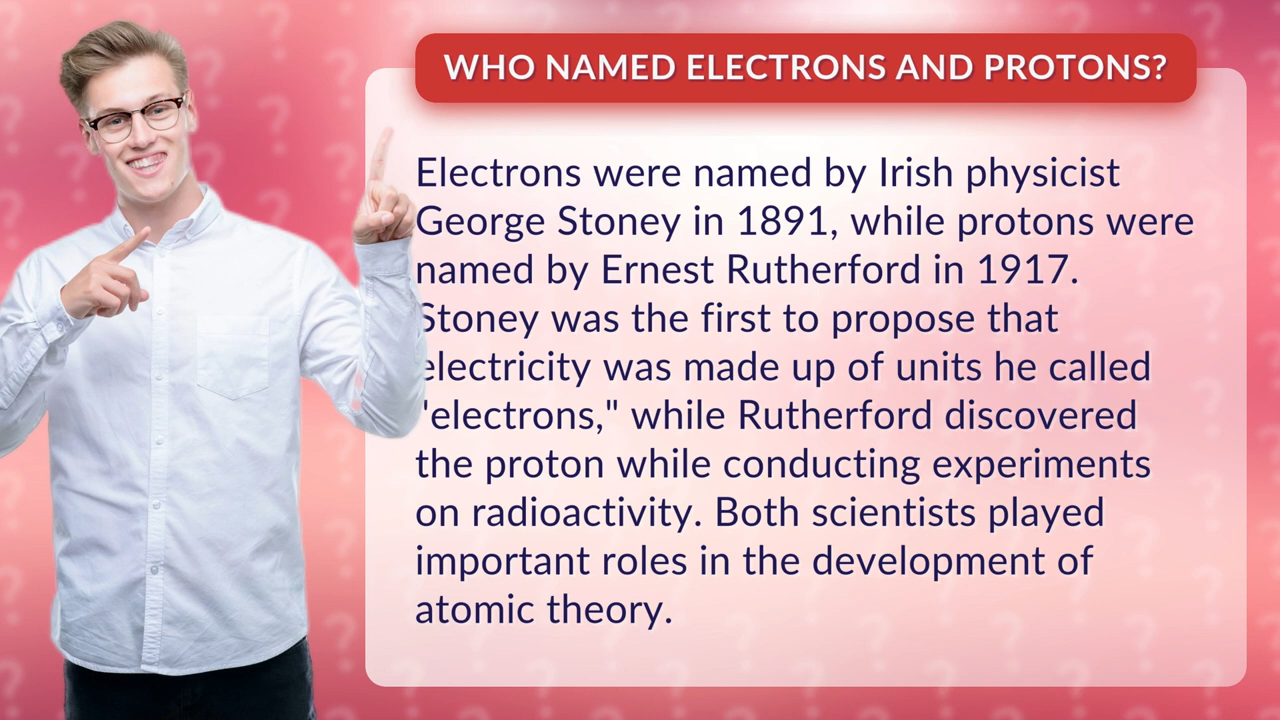 WHO NAMED ELECTRONS AND PROTONS?
Electrons were named by Irish physicist
George Stoney in 1891, while protons were
named by Ernest Rutherford in 1917.
Stoney was the first to propose that
electricity was made up of units he called
"electrons," while Rutherford discovered
the proton while conducting experiments
on radioactivity. Both scientists played
important roles in the development of
atomic theory.